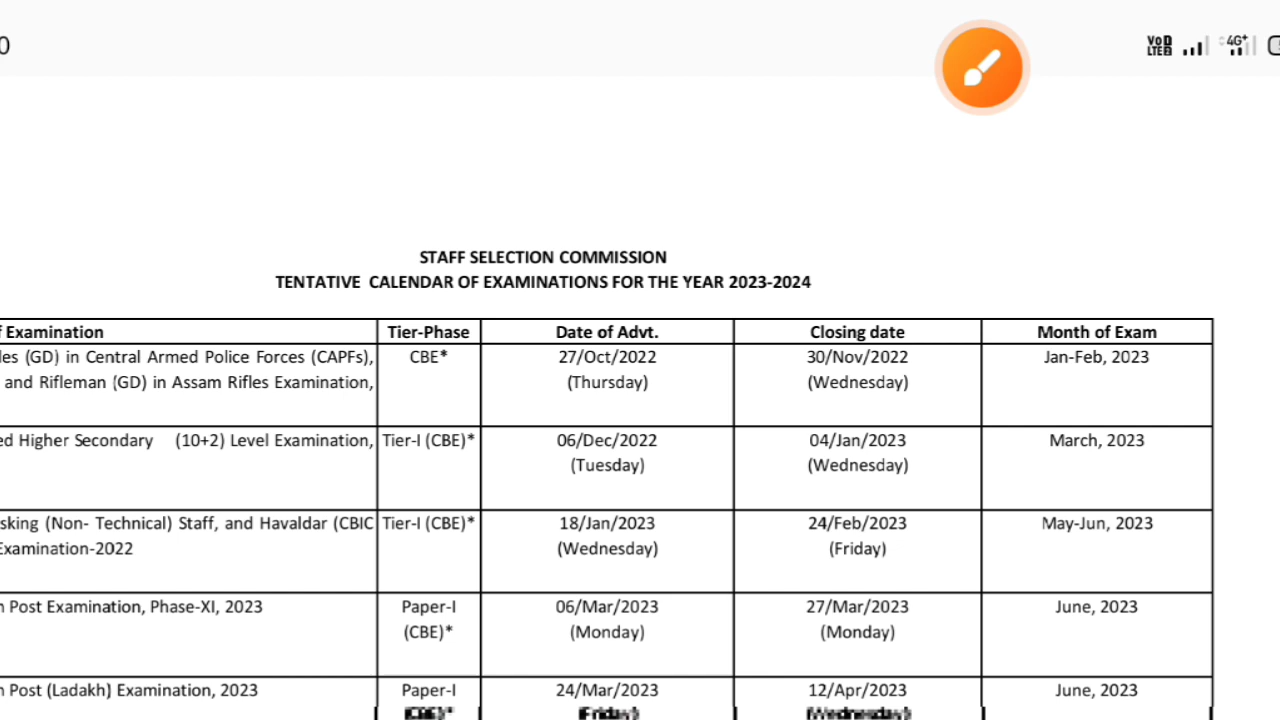 0
VoD LTE2 4G+
STAFF SELECTION COMMISSION
TENTATIVE CALENDAR OF EXAMINATIONS FOR THE YEAR 2023-2024
Examination Tier-Phase Date of Advt. Closing date Month of Exam
(GD) in Central Armed Police Forces (CAPFs), CBE* 27/Oct/2022 30/Nov/2022 Jan-Feb, 2023
and Rifleman (GD) in Assam Rifles Examination, (Thursday) (Wednesday)
Higher Secondary (10+2) Level Examination, Tier-I (CBE)* 06/Dec/2022 04/Jan/2023 March, 2023
(Tuesday) (Wednesday)
(Non- Technical) Staff, and Havaldar (CBIC Tier-I (CBE)* 18/Jan/2023 24/Feb/2023 May-Jun, 2023
Examination-2022 (Wednesday) (Friday)
Post Examination, Phase-XI, 2023 Paper-I 06/Mar/2023 27/Mar/2023 June, 2023
(CBE)* (Monday) (Monday)
Post (Ladakh) Examination, 2023 Paper-I 24/Mar/2023 12/Apr/2023 June, 2023
(CBE)* (Friday) (Wednesday)